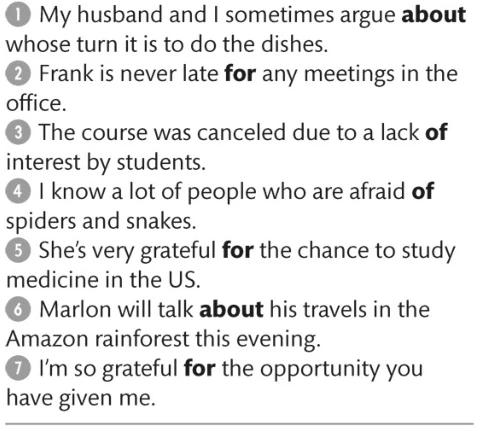 1 My husband and I sometimes argue about
whose turn it is to do the dishes.
2 Frank is never late for any meetings in the
office.
3 The course was canceled due to a lack of
interest by students.
4 I know a lot of people who are afraid of
spiders and snakes.
5 She's very grateful for the chance to study
medicine in the US.
6 Marlon will talk about his travels in the
Amazon rainforest this evening.
7 I'm so grateful for the opportunity you
have given me.